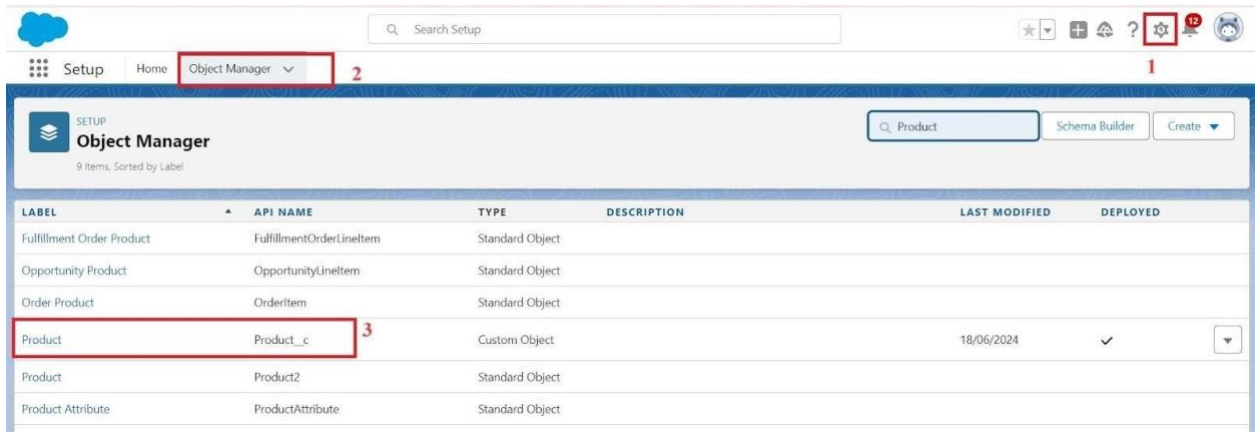 Search Setup
12
1
Setup Home Object Manager 2
SETUP
Object Manager
9 Items, Sorted by Label
Product Schema Builder Create
LABEL API NAME TYPE DESCRIPTION LAST MODIFIED DEPLOYED
Fulfillment Order Product FulfillmentOrderLineItem Standard Object
Opportunity Product OpportunityLineItem Standard Object
Order Product OrderItem Standard Object
Product Product__c 3 Custom Object 18/06/2024
Product Product2 Standard Object
Product Attribute ProductAttribute Standard Object